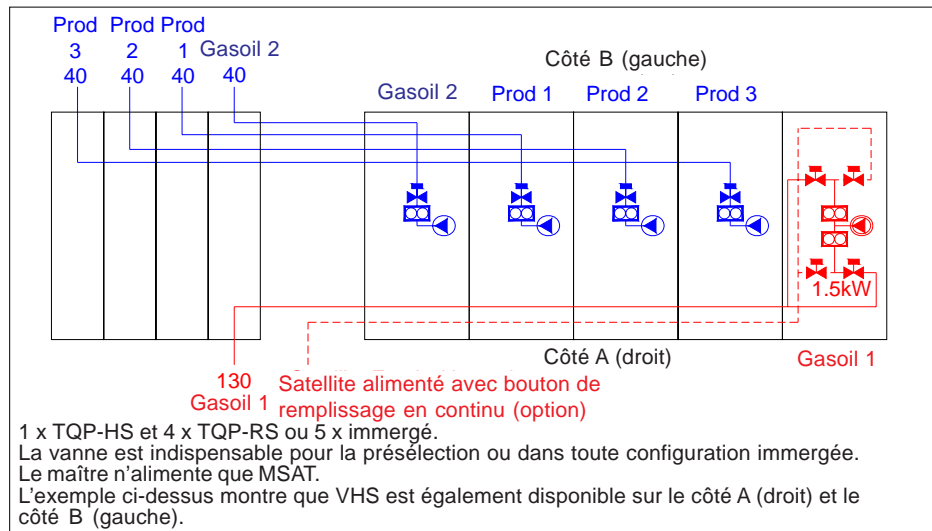 Prod Prod Prod
3 2 1 Gasoil 2
40 40 40 40
Côté B (gauche)
Gasoil 2 Prod 1 Prod 2 Prod 3
1.5kW
Côté A (droit)
Gasoil 1
130
Gasoil 1
Satellite alimenté avec bouton de
remplissage en continu (option)
1 x TQP-HS et 4 x TQP-RS ou 5 x immergé.
La vanne est indispensable pour la présélection ou dans toute configuration immergée.
Le maître n’alimente que MSAT.
L’exemple ci-dessus montre que VHS est également disponible sur le côté A (droit) et le
côté B (gauche).